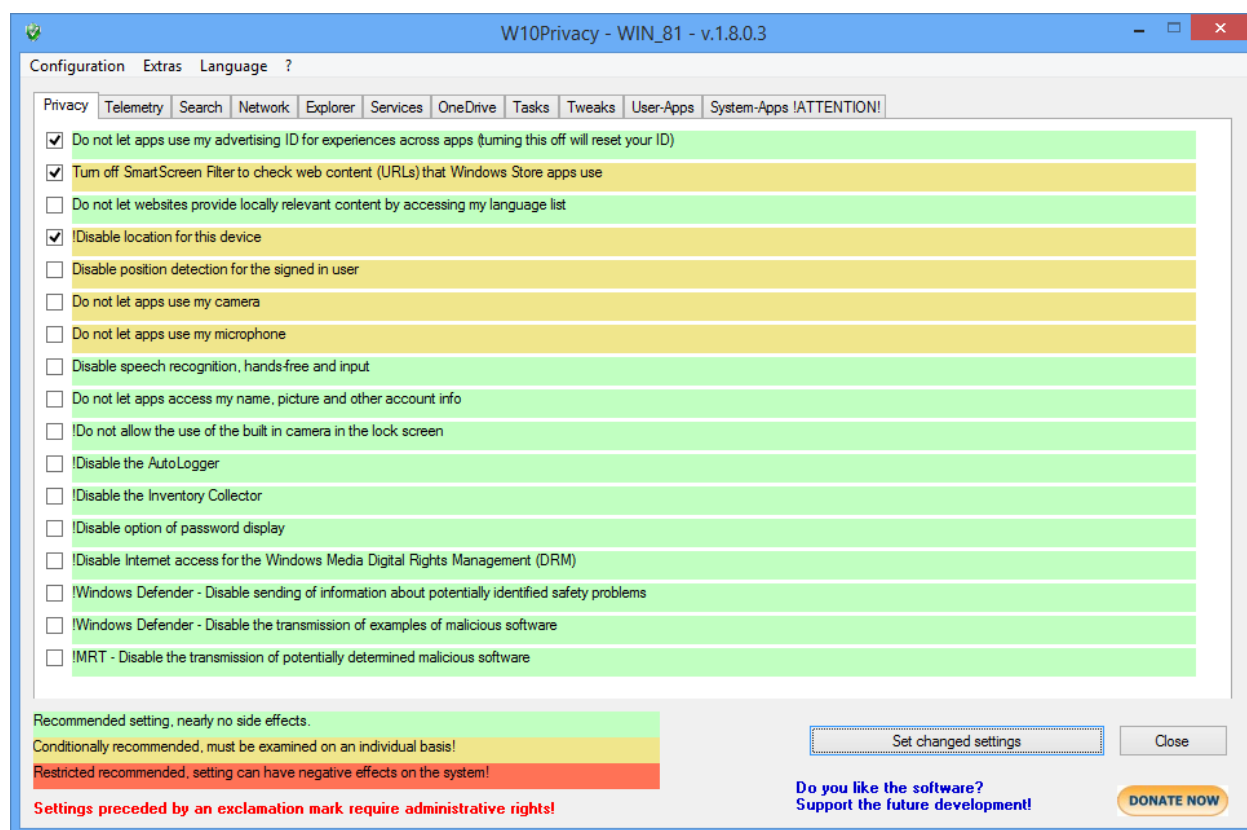 W10Privacy - WIN_81 - v.1.8.0.3
Configuration Extras Language ?
Privacy Telemetry Search Network Explorer Services OneDrive Tasks Tweaks User-Apps System-Apps !ATTENTION!
Do not let apps use my advertising ID for experiences across apps (turning this off will reset your ID)
Turn off SmartScreen Filter to check web content (URLs) that Windows Store apps use
Do not let websites provide locally relevant content by accessing my language list
!Disable location for this device
Disable position detection for the signed in user
Do not let apps use my camera
Do not let apps use my microphone
Disable speech recognition, hands-free and input
Do not let apps access my name, picture and other account info
!Do not allow the use of the built in camera in the lock screen
!Disable the AutoLogger
!Disable the Inventory Collector
!Disable option of password display
!Disable Internet access for the Windows Media Digital Rights Management (DRM)
!Windows Defender - Disable sending of information about potentially identified safety problems
!Windows Defender - Disable the transmission of examples of malicious software
!MRT - Disable the transmission of potentially determined malicious software
Recommended setting, nearly no side effects.
Conditionally recommended, must be examined on an individual basis!
Restricted recommended, setting can have negative effects on the system!
Settings preceded by an exclamation mark require administrative rights!
Set changed settings
Close
Do you like the software?
Support the future development!
DONATE NOW